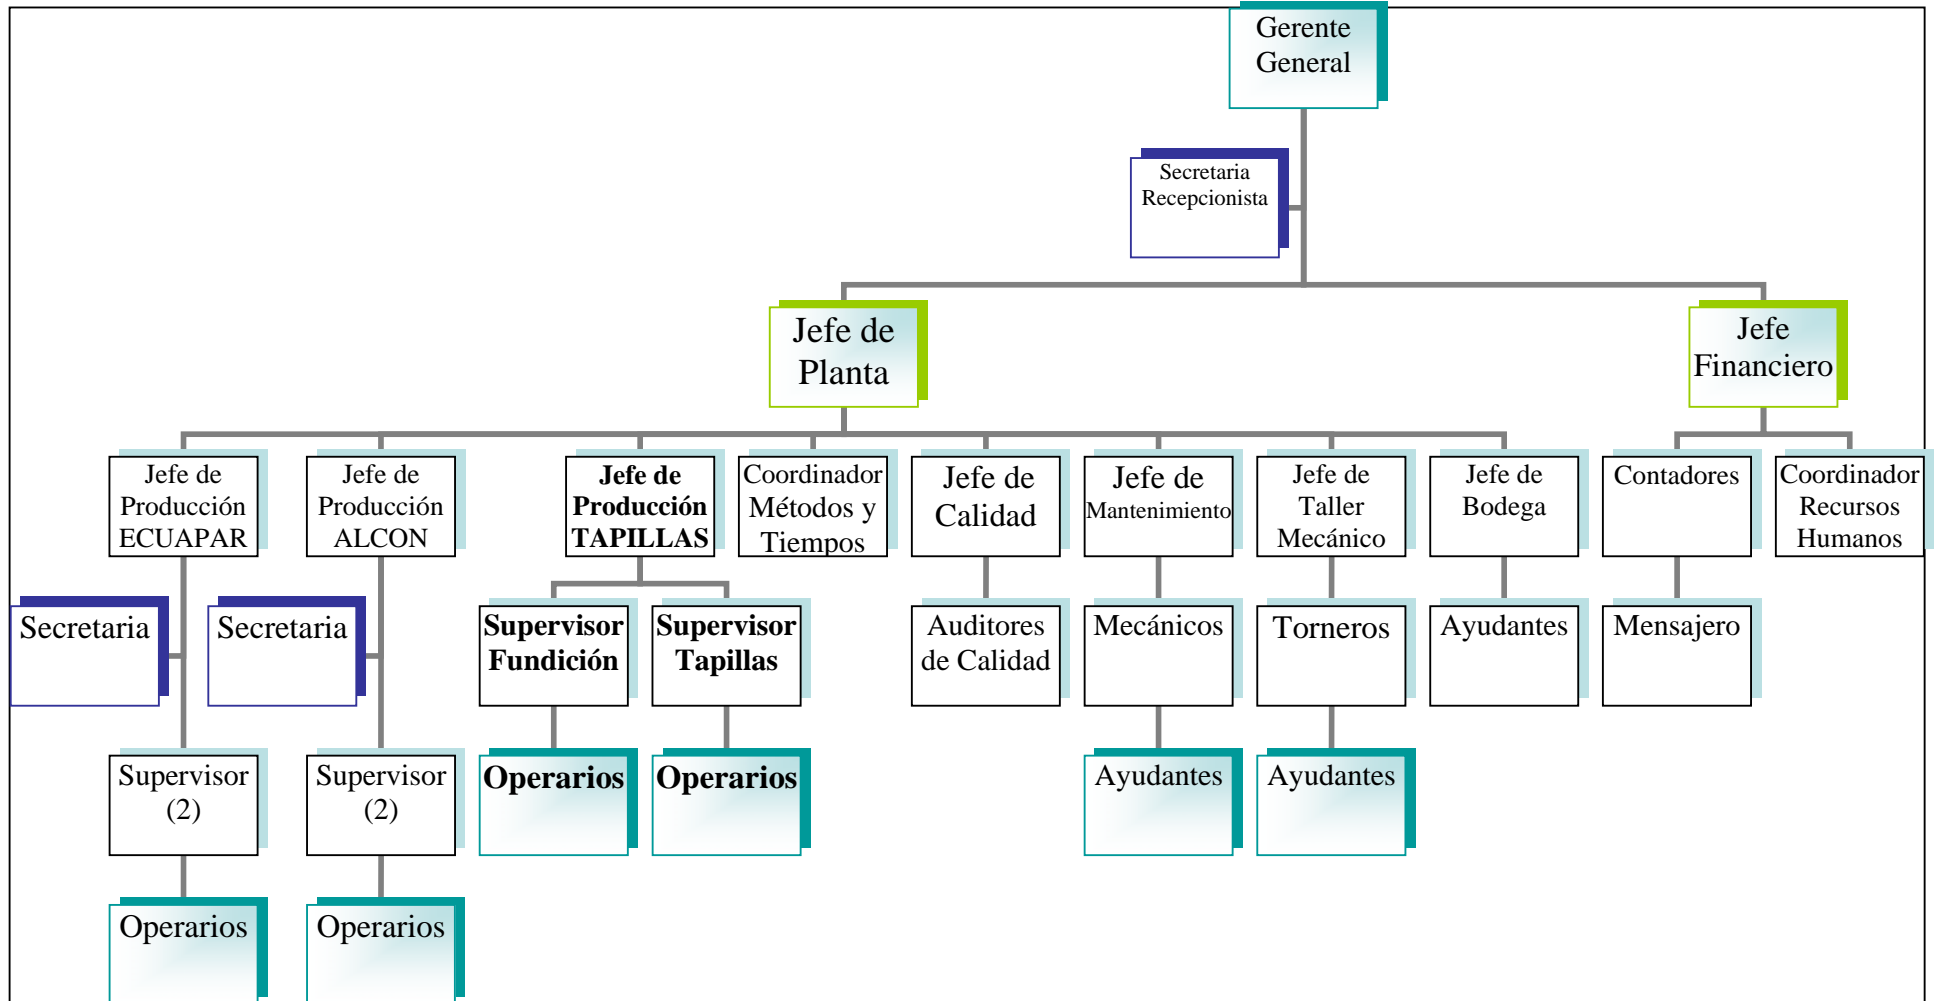 Gerente
General
Secretaria
Recepcionista
Jefe de
Planta
Jefe
Financiero
Jefe de
Producción
ECUAPAR
Jefe de
Producción
ALCON
Jefe de
Producción
TAPILLAS
Coordinador
Métodos y
Tiempos
Jefe de
Calidad
Jefe de
Mantenimiento
Jefe de
Taller
Mecánico
Jefe de
Bodega
Contadores
Coordinador
Recursos
Humanos
Secretaria
Secretaria
Supervisor
Fundición
Supervisor
Tapillas
Auditores
de Calidad
Mecánicos
Torneros
Ayudantes
Mensajero
Supervisor
(2)
Supervisor
(2)
Operarios
Operarios
Ayudantes
Ayudantes
Operarios
Operarios